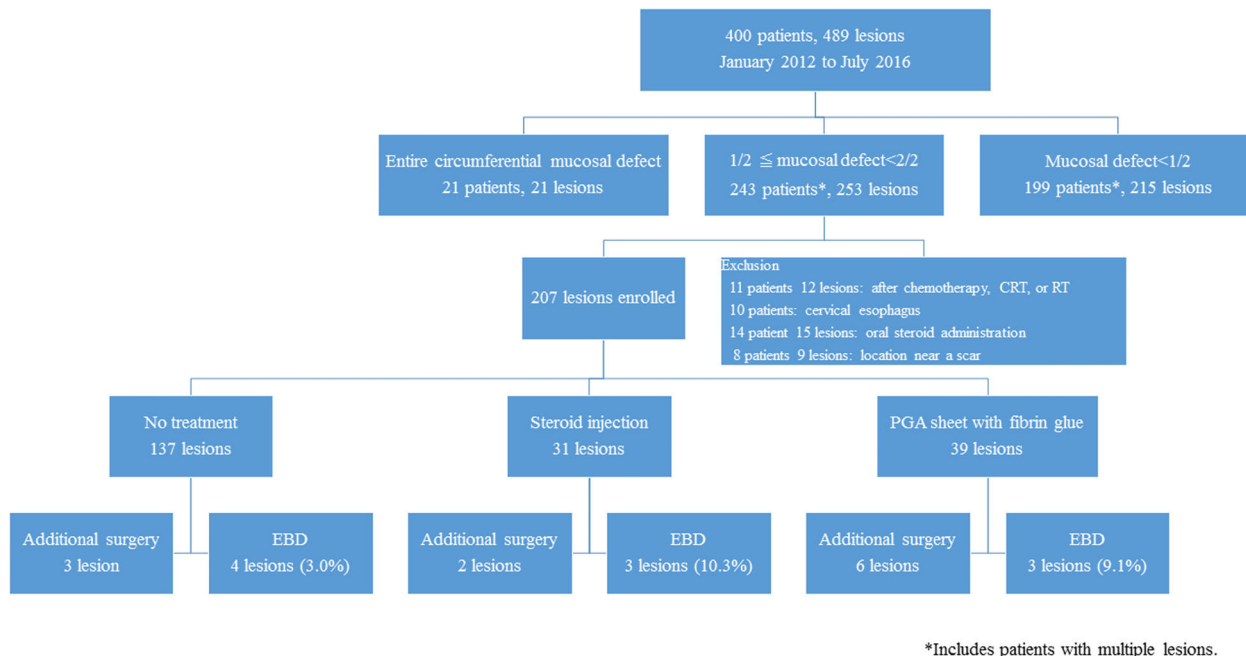 400 patients, 489 lesions
January 2012 to July 2016
Entire circumferential mucosal defect
21 patients, 21 lesions
1/2 ≦ mucosal defect<2/2
243 patients*, 253 lesions
Mucosal defect<1/2
199 patients*, 215 lesions
207 lesions enrolled
Exclusion
11 patients 12 lesions: after chemotherapy, CRT, or RT
10 patients: cervical esophagus
14 patient 15 lesions: oral steroid administration
8 patients 9 lesions: location near a scar
No treatment
137 lesions
Steroid injection
31 lesions
PGA sheet with fibrin glue
39 lesions
Additional surgery
3 lesion
EBD
4 lesions (3.0%)
Additional surgery
2 lesions
EBD
3 lesions (10.3%)
Additional surgery
6 lesions
EBD
3 lesions (9.1%)
*Includes patients with multiple lesions.